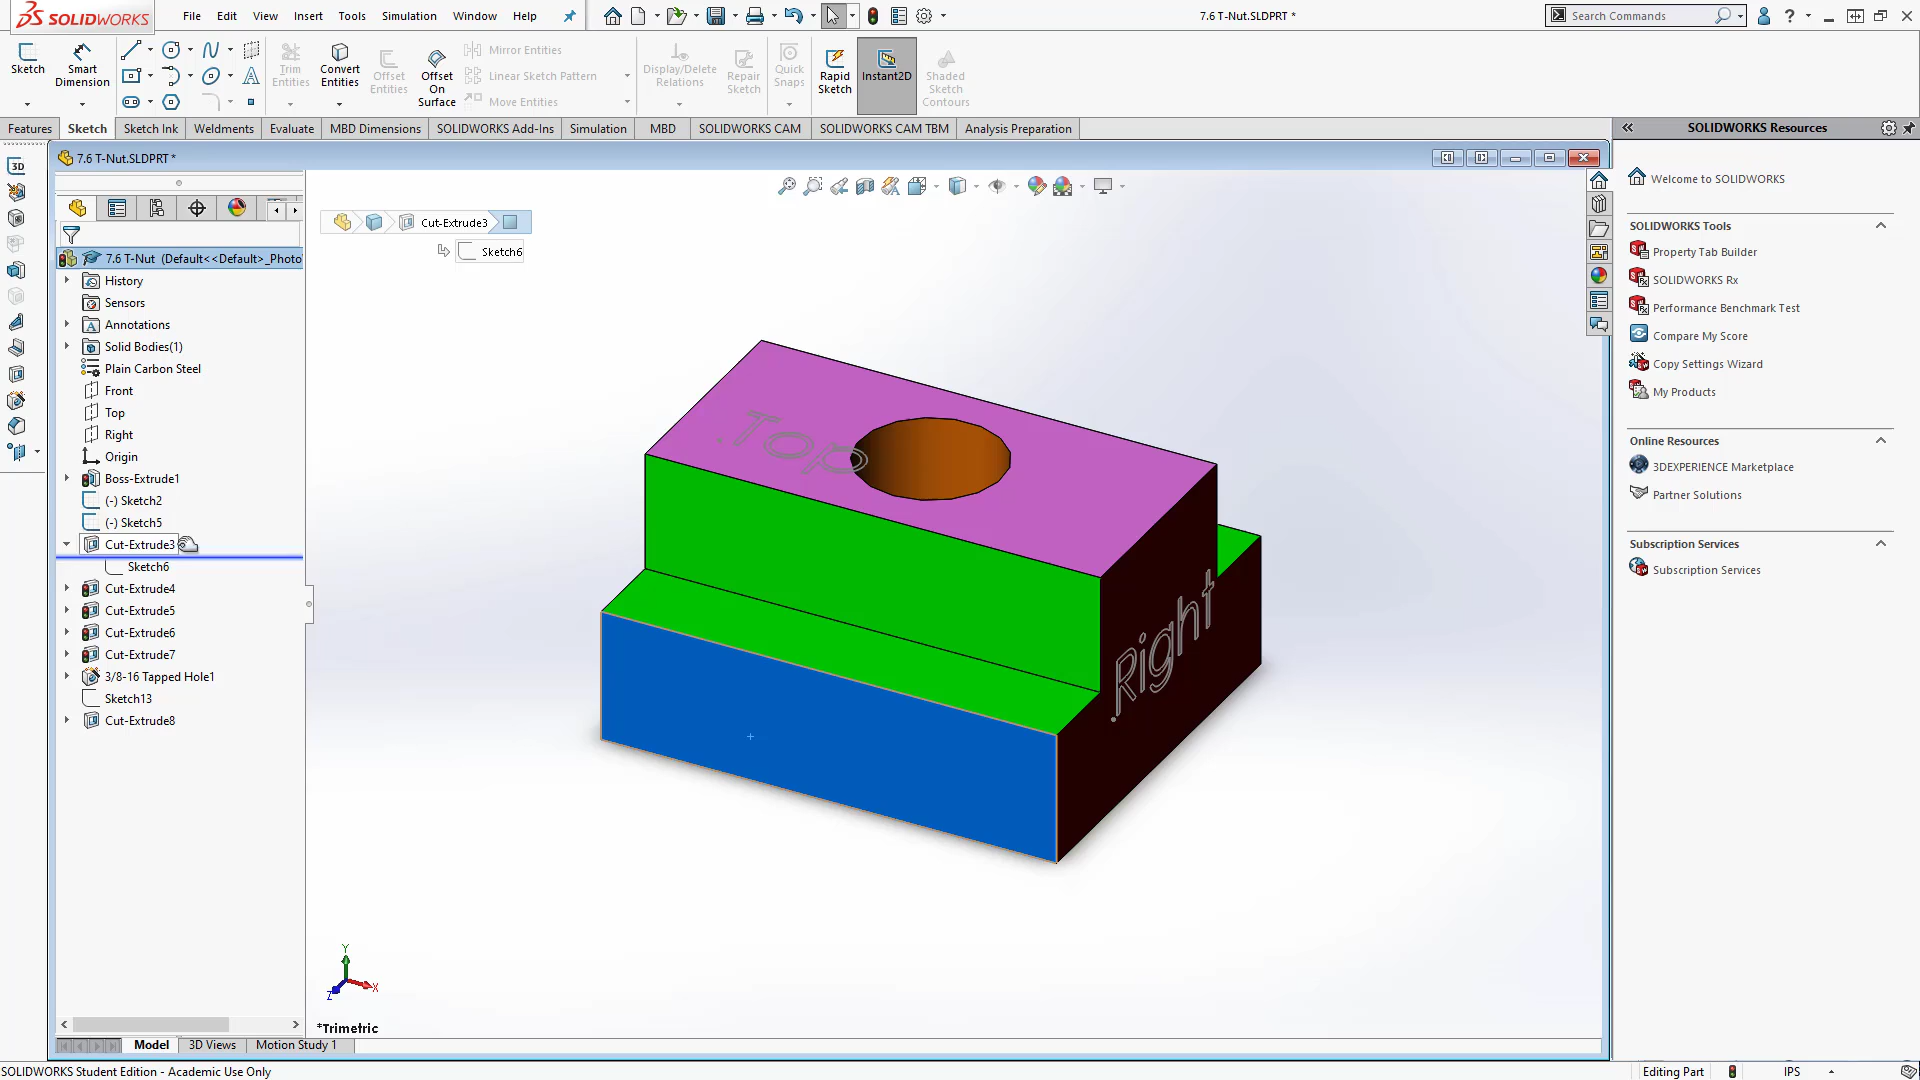 SOLIDWORKS
File Edit View Insert Tools Simulation Window Help
7.6 T-Nut.SLDPRT *
Search Commands
Sketch
Smart Dimension
Trim Entities
Convert Entities
Offset Entities
Offset On Surface
Mirror Entities
Linear Sketch Pattern
Move Entities
Display/Delete Relations
Repair Sketch
Quick Snaps
Rapid Sketch
Instant2D
Shaded Sketch Contours
Features Sketch Sketch Ink Weldments Evaluate MBD Dimensions SOLIDWORKS Add-Ins Simulation MBD SOLIDWORKS CAM SOLIDWORKS CAM TBM Analysis Preparation
SOLIDWORKS Resources
7.6 T-Nut.SLDPRT *
3D
Cut-Extrude3
Sketch6
7.6 T-Nut (Default<<Default>_Photo
History
Sensors
Annotations
Solid Bodies(1)
Plain Carbon Steel
Front
Top
Right
Origin
Boss-Extrude1
(-) Sketch2
(-) Sketch5
Cut-Extrude3
Sketch6
Cut-Extrude4
Cut-Extrude5
Cut-Extrude6
Cut-Extrude7
3/8-16 Tapped Hole1
Sketch13
Cut-Extrude8
.Top
.Right
Y
X
Z
*Trimetric
Welcome to SOLIDWORKS
SOLIDWORKS Tools
Property Tab Builder
SOLIDWORKS Rx
Performance Benchmark Test
Compare My Score
Copy Settings Wizard
My Products
Online Resources
3DEXPERIENCE Marketplace
Partner Solutions
Subscription Services
Subscription Services
Model 3D Views Motion Study 1
SOLIDWORKS Student Edition - Academic Use Only
Editing Part
IPS